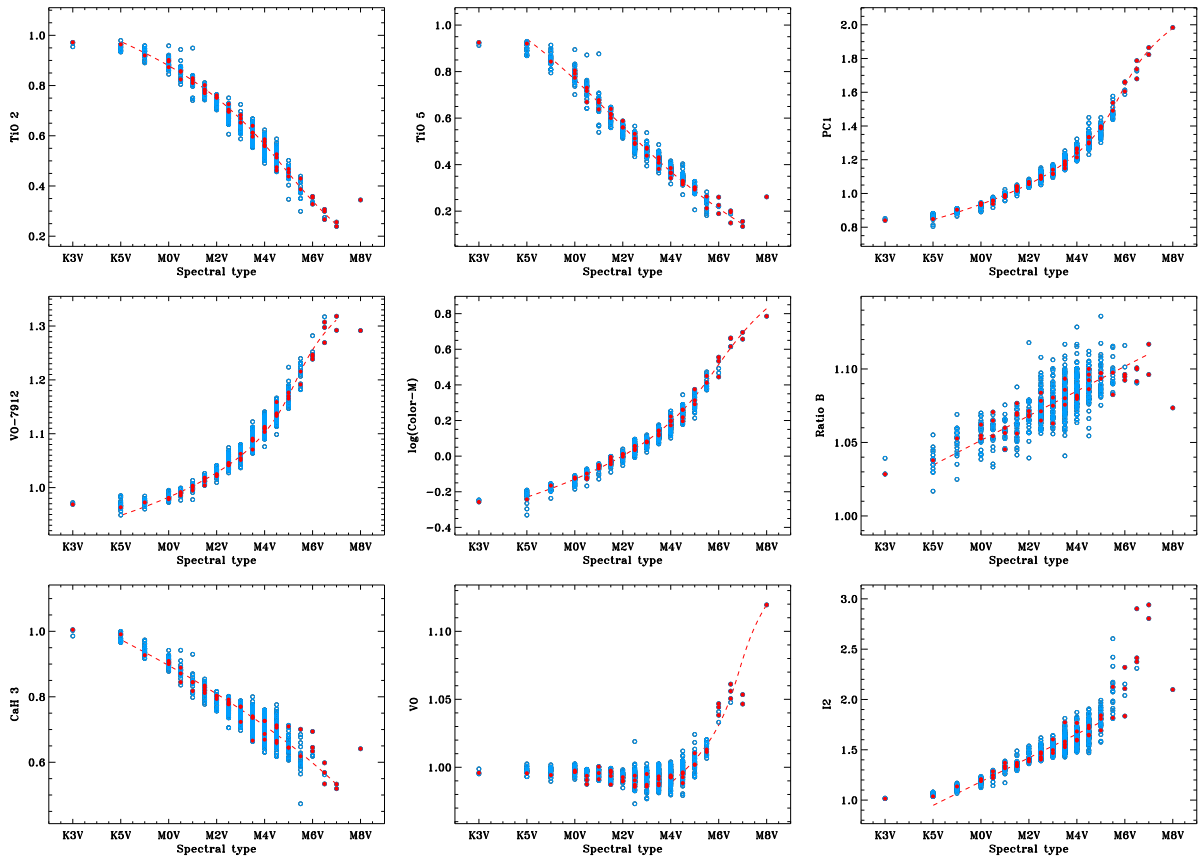 1.0
0.8
0.6
0.4
0.2
TiO 2
K3V K5V M0V M2V M4V M6V M8V
Spectral type
1.0
0.8
0.6
0.4
0.2
TiO 5
K3V K5V M0V M2V M4V M6V M8V
Spectral type
2.0
1.8
1.6
1.4
1.2
1.0
0.8
PC1
K3V K5V M0V M2V M4V M6V M8V
Spectral type
1.3
1.2
1.1
1.0
VO-7912
K3V K5V M0V M2V M4V M6V M8V
Spectral type
0.8
0.6
0.4
0.2
0.0
-0.2
-0.4
log(Color-M)
K3V K5V M0V M2V M4V M6V M8V
Spectral type
1.10
1.05
1.00
Ratio B
K3V K5V M0V M2V M4V M6V M8V
Spectral type
1.0
0.8
0.6
CaH 3
K3V K5V M0V M2V M4V M6V M8V
Spectral type
1.10
1.05
1.00
VO
K3V K5V M0V M2V M4V M6V M8V
Spectral type
3.0
2.5
2.0
1.5
1.0
I2
K3V K5V M0V M2V M4V M6V M8V
Spectral type